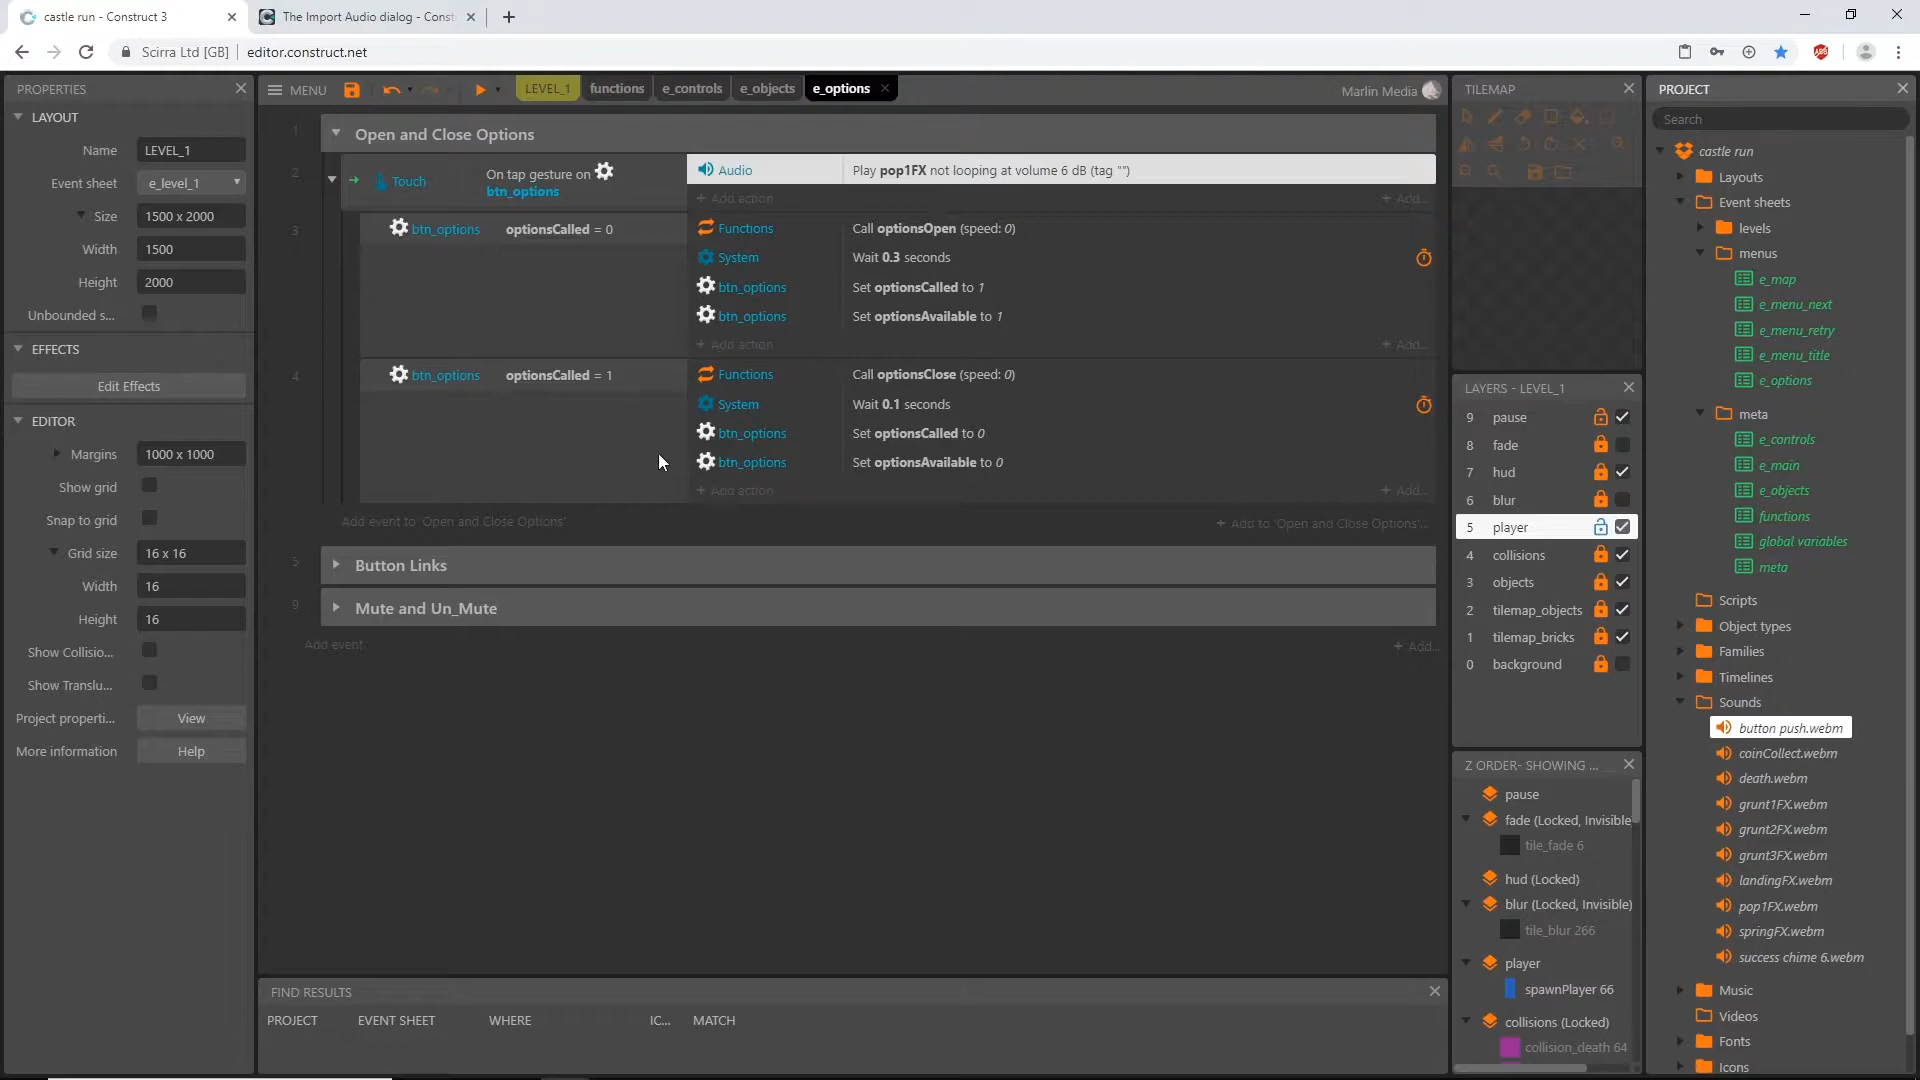 castle run - Construct 3
The Import Audio dialog - Const
Scirra Ltd [GB]
editor.construct.net
PROPERTIES
LAYOUT
Name LEVEL_1
Event sheet e_level_1
Size 1500 x 2000
Width 1500
Height 2000
Unbounded s...
EFFECTS
Edit Effects
EDITOR
Margins 1000 x 1000
Show grid
Snap to grid
Grid size 16 x 16
Width 16
Height 16
Show Collisio...
Show Translu...
Project properti... View
More information Help
MENU
LEVEL_1
functions
e_controls
e_objects
e_options
Marlin Media
1 Open and Close Options
2 Touch On tap gesture on
btn_options
Audio Play pop1FX not looping at volume 6 dB (tag "")
+ Add action + Add...
3 btn_options optionsCalled = 0
Functions Call optionsOpen (speed: 0)
System Wait 0.3 seconds
btn_options Set optionsCalled to 1
btn_options Set optionsAvailable to 1
+ Add action + Add...
4 btn_options optionsCalled = 1
Functions Call optionsClose (speed: 0)
System Wait 0.1 seconds
btn_options Set optionsCalled to 0
btn_options Set optionsAvailable to 0
+ Add action + Add...
Add event to 'Open and Close Options' + Add to 'Open and Close Options'...
5 Button Links
9 Mute and Un_Mute
Add event + Add...
FIND RESULTS
PROJECT EVENT SHEET WHERE IC... MATCH
TILEMAP
LAYERS - LEVEL_1
9 pause
8 fade
7 hud
6 blur
5 player
4 collisions
3 objects
2 tilemap_objects
1 tilemap_bricks
0 background
Z ORDER- SHOWING ...
pause
fade (Locked, Invisible
tile_fade 6
hud (Locked)
blur (Locked, Invisible)
tile_blur 266
player
spawnPlayer 66
collisions (Locked)
collision_death 64
PROJECT
Search
castle run
Layouts
Event sheets
levels
menus
e_map
e_menu_next
e_menu_retry
e_menu_title
e_options
meta
e_controls
e_main
e_objects
functions
global variables
meta
Scripts
Object types
Families
Timelines
Sounds
button push.webm
coinCollect.webm
death.webm
grunt1FX.webm
grunt2FX.webm
grunt3FX.webm
landingFX.webm
pop1FX.webm
springFX.webm
success chime 6.webm
Music
Videos
Fonts
Icons